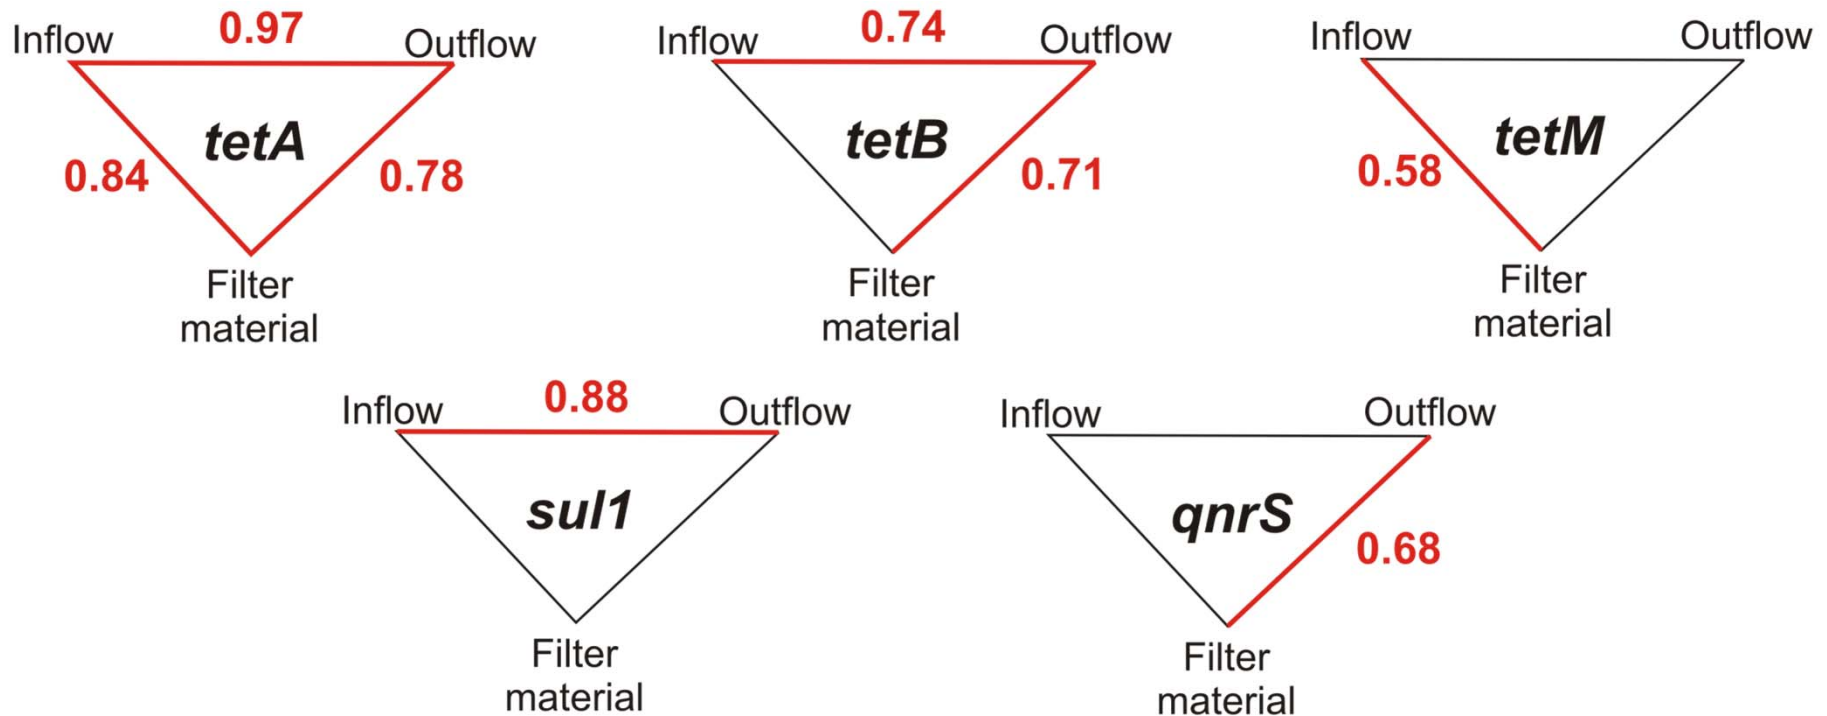 Inflow
0.97
Outflow
tetA
0.84
0.78
Filter
material
Inflow
0.74
Outflow
tetB
0.71
Filter
material
Inflow
Outflow
tetM
0.58
Filter
material
Inflow
0.88
Outflow
sul1
Filter
material
Inflow
Outflow
qnrS
0.68
Filter
material